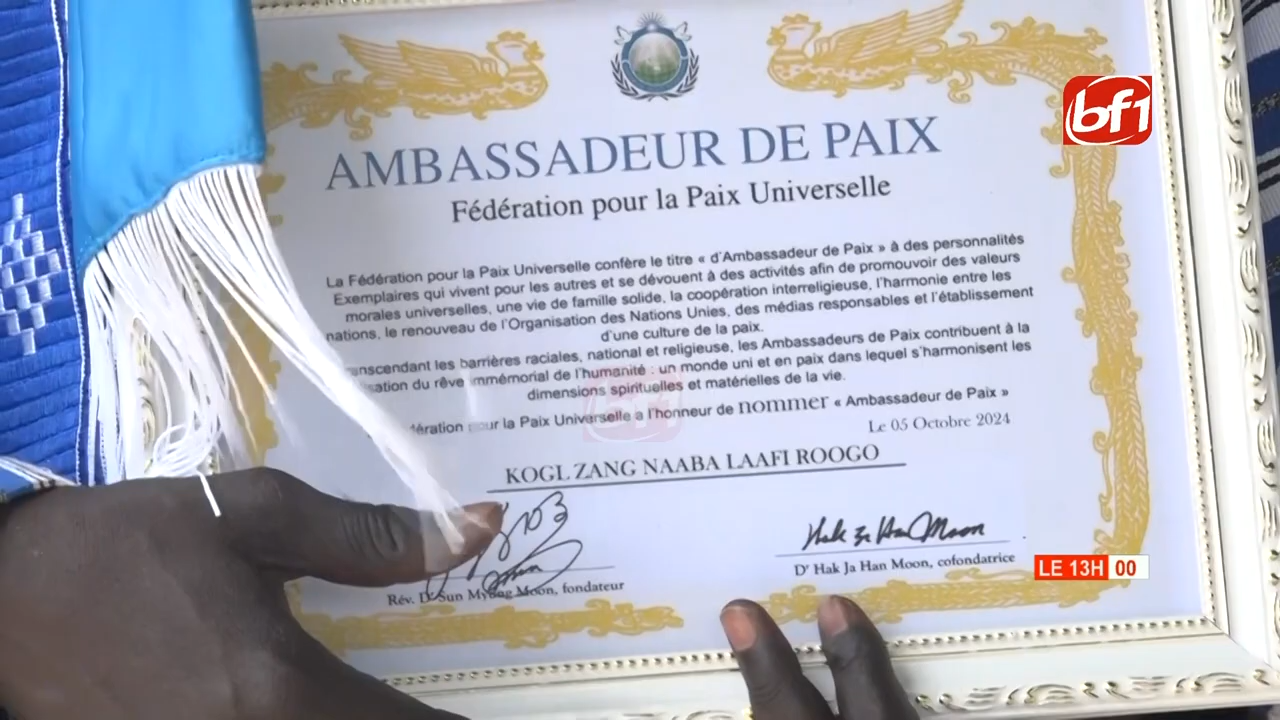 bf1
AMBASSADEUR DE PAIX
Fédération pour la Paix Universelle
La Fédération pour la Paix Universelle confère le titre « d'Ambassadeur de Paix » à des personnalités
Exemplaires qui vivent pour les autres et se dévouent à des activités afin de promouvoir des valeurs
morales universelles, une vie de famille solide, la coopération interreligieuse, l'harmonie entre les
nations, le renouveau de l'Organisation des Nations Unies, des médias responsables et l'établissement
d'une culture de la paix.
les barrières raciales, national et religieuse, les Ambassadeurs de Paix contribuent à la
du rêve immémorial de l'humanité : un monde uni et en paix dans lequel s'harmonisent les
dimensions spirituelles et matérielles de la vie.
la Paix Universelle a l'honneur de nommer « Ambassadeur de Paix »
Le 05 Octobre 2024
KOGL ZANG NAABA LAAFI ROOGO
Hak Ja Han Moon
Rév. Dr Sun Myung Moon, fondateur
Dr Hak Ja Han Moon, cofondatrice
LE 13H 00